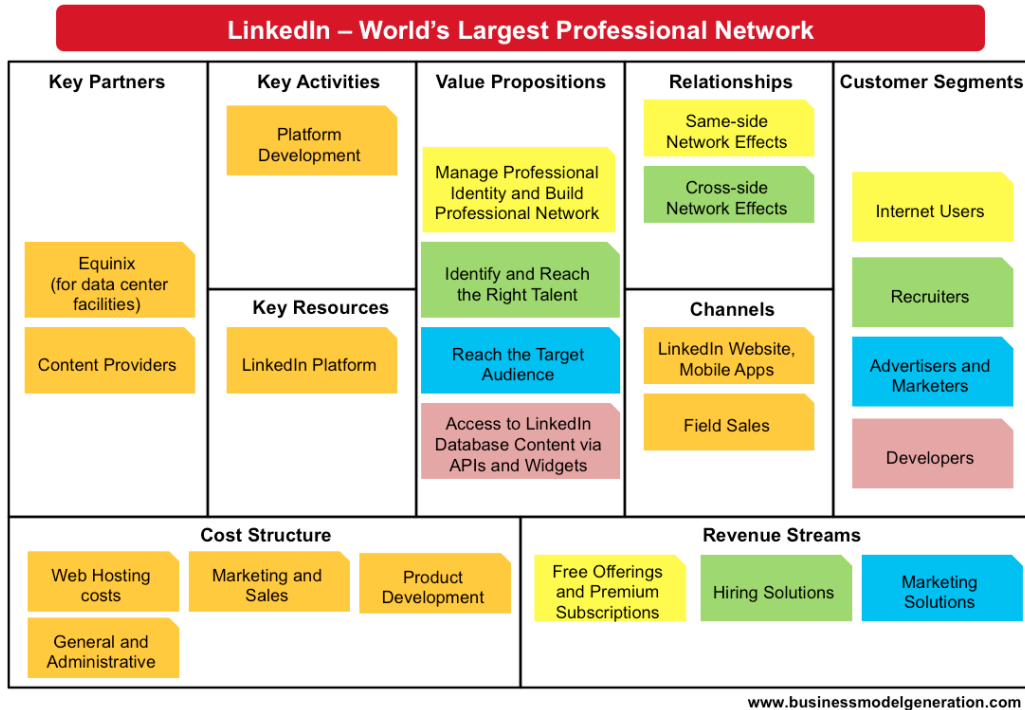 LinkedIn – World's Largest Professional Network
Key Partners
Equinix
(for data center
facilities)
Content Providers
Key Activities
Platform
Development
Key Resources
LinkedIn Platform
Value Propositions
Manage Professional
Identity and Build
Professional Network
Identify and Reach
the Right Talent
Reach the Target
Audience
Access to LinkedIn
Database Content via
APIs and Widgets
Relationships
Same-side
Network Effects
Cross-side
Network Effects
Channels
LinkedIn Website,
Mobile Apps
Field Sales
Customer Segments
Internet Users
Recruiters
Advertisers and
Marketers
Developers
Cost Structure
Web Hosting
costs
Marketing and
Sales
Product
Development
General and
Administrative
Revenue Streams
Free Offerings
and Premium
Subscriptions
Hiring Solutions
Marketing
Solutions
www.businessmodelgeneration.com